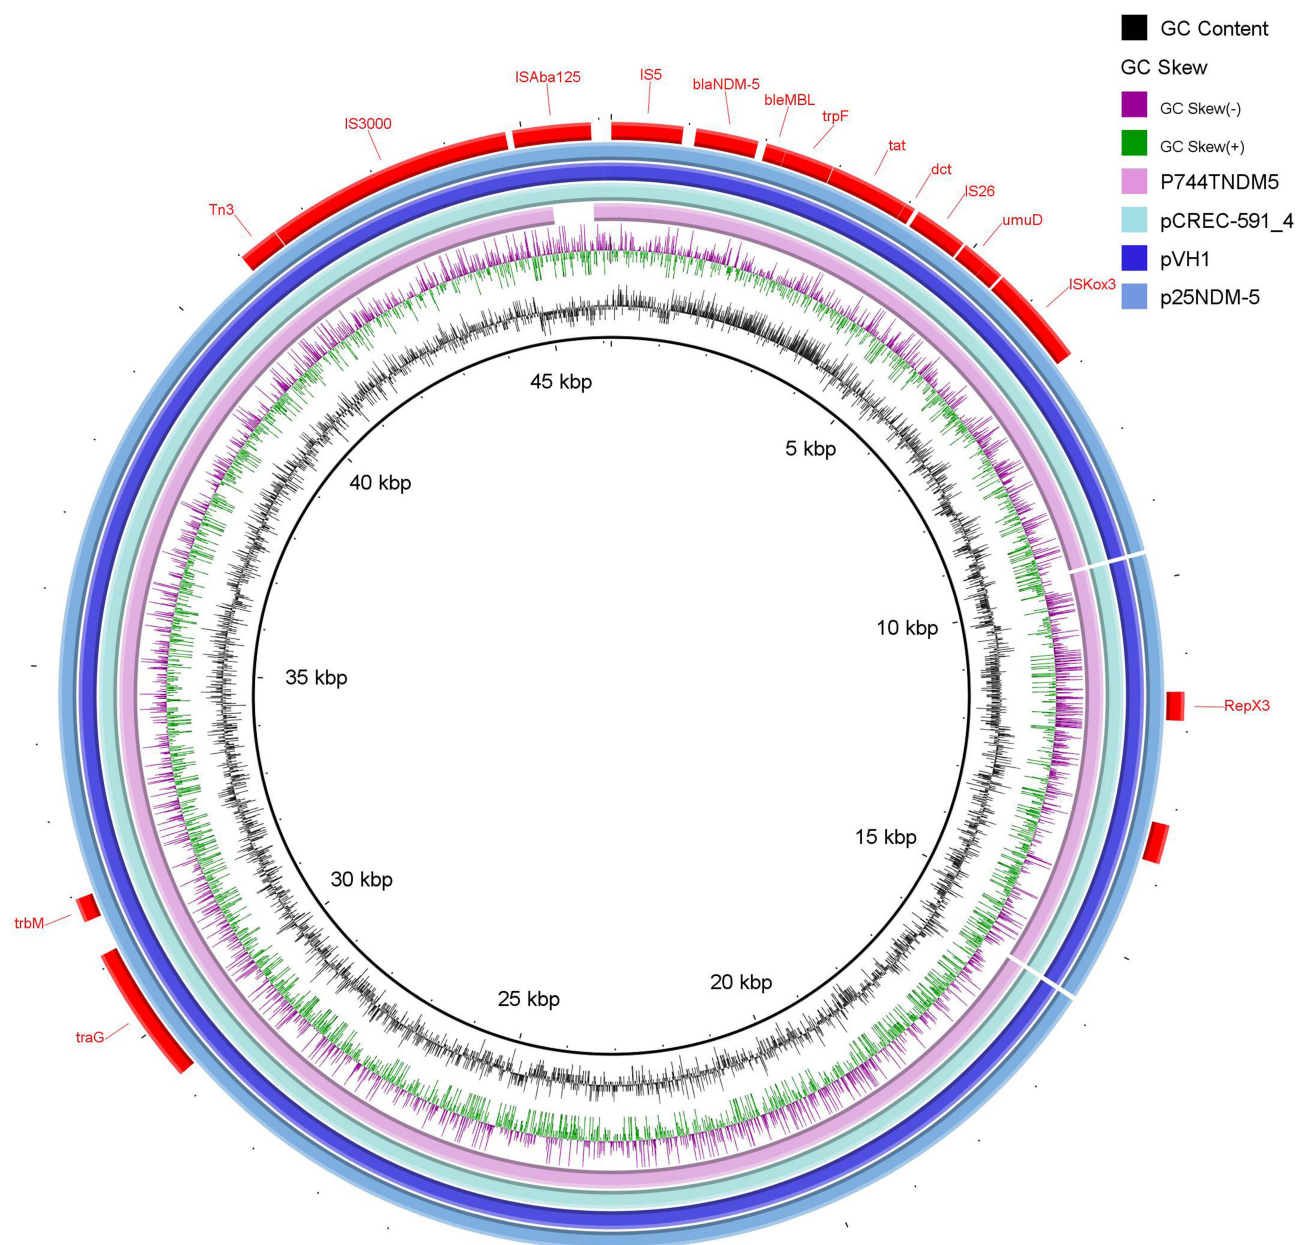 GC Content
GC Skew
GC Skew(-)
GC Skew(+)
P744TNDM5
pCREC-591_4
pVH1
p25NDM-5
ISAba125
IS5
blaNDM-5
bleMBL
trpF
IS3000
tat
dct
IS26
umuD
Tn3
ISKox3
RepX3
trbM
traG
45 kbp
5 kbp
40 kbp
10 kbp
35 kbp
15 kbp
30 kbp
20 kbp
25 kbp